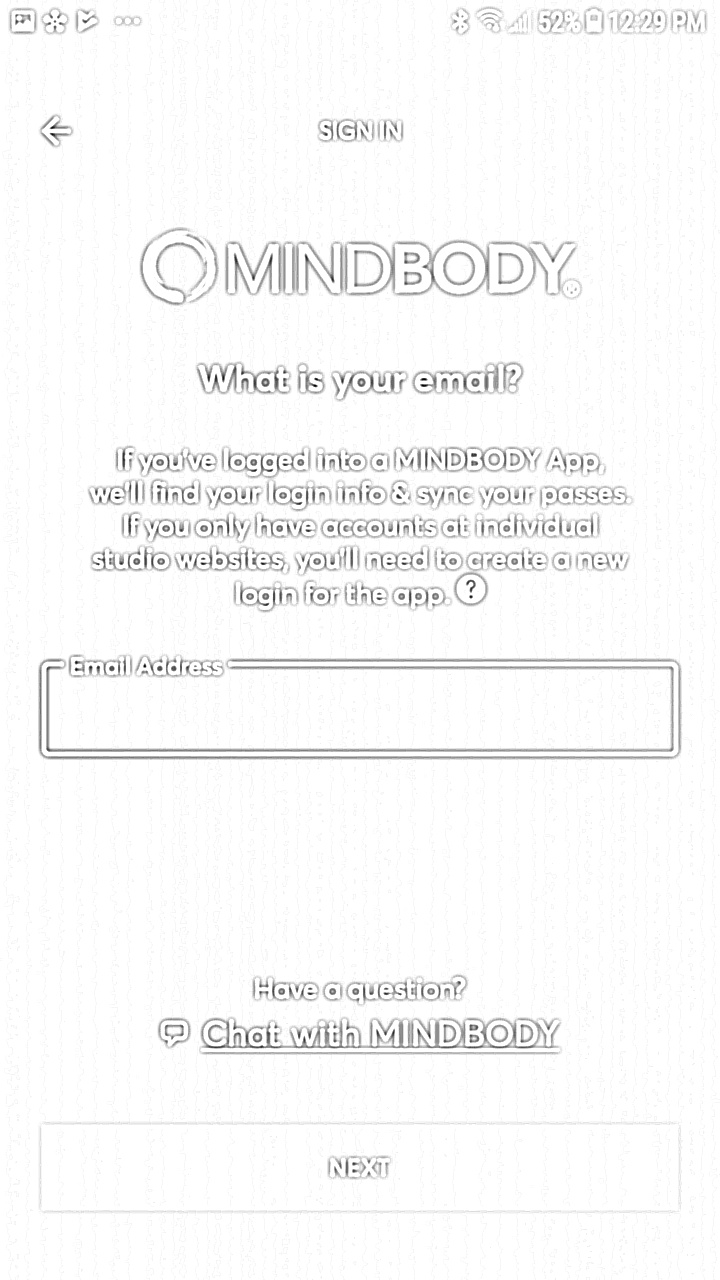 52% 12:29 PM
SIGN IN
MINDBODY
What is your email?
If you've logged into a MINDBODY App,
we'll find your login info & sync your passes.
If you only have accounts at individual
studio websites, you'll need to create a new
login for the app. ?
Email Address
Have a question?
Chat with MINDBODY
NEXT